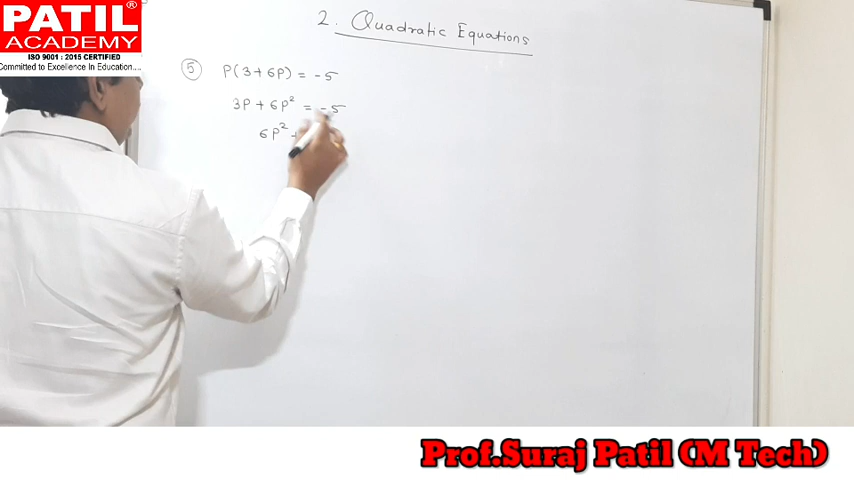 PATIL®
ACADEMY
ISO 9001 : 2015 CERTIFIED
Committed to Excellence In Education....
2. Quadratic Equations
⑤ P(3+6P) = -5
3P + 6P² = -5
6P² +
Prof.Suraj Patil (M Tech)